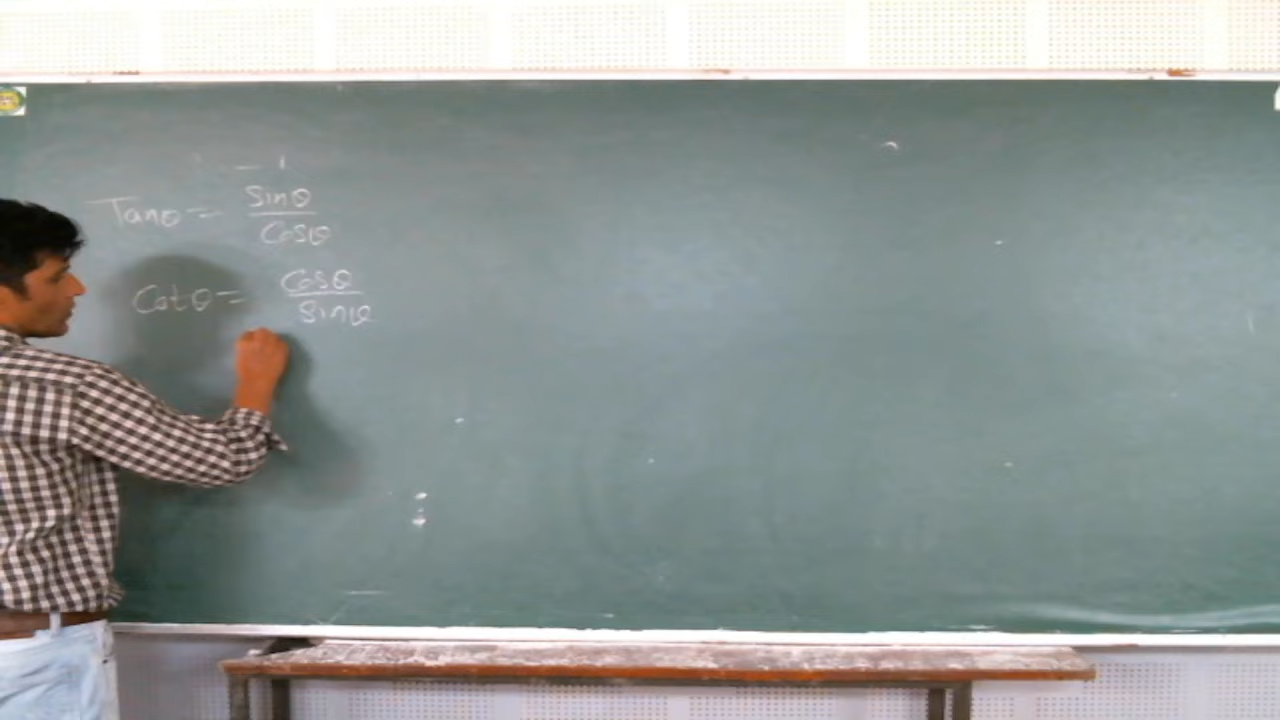 Tanθ = sinθ / cosθ
Cotθ = Cosθ / sinθ